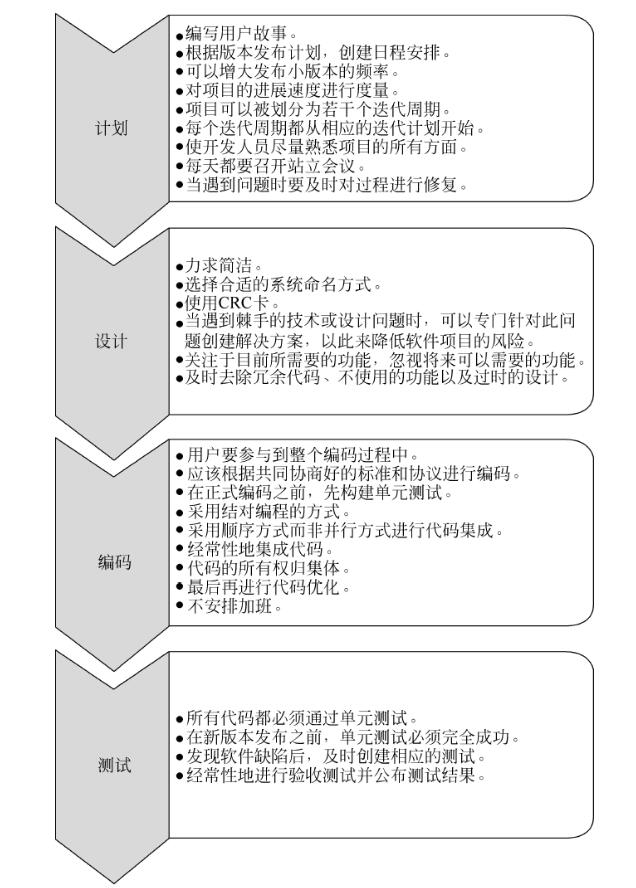 计划
●编写用户故事。
●根据版本发布计划，创建日程安排。
●可以增大发布小版本的频率。
●对项目的进展速度进行度量。
●项目可以被划分为若干个迭代周期。
●每个迭代周期都从相应的迭代计划开始。
●使开发人员尽量熟悉项目的所有方面。
●每天都要召开站立会议。
●当遇到问题时要及时对过程进行修复。
设计
●力求简洁。
●选择合适的系统命名方式。
●使用CRC卡。
●当遇到棘手的技术或设计问题时，可以专门针对此问
题创建解决方案，以此来降低软件项目的风险。
●关注于目前所需要的功能，忽视将来可以需要的功能。
●及时去除冗余代码、不使用的功能以及过时的设计。
编码
●用户要参与到整个编码过程中。
●应该根据共同协商好的标准和协议进行编码。
●在正式编码之前，先构建单元测试。
●采用结对编程的方式。
●采用顺序方式而非并行方式进行代码集成。
●经常性地集成代码。
●代码的所有权归集体。
●最后再进行代码优化。
●不安排加班。
测试
●所有代码都必须通过单元测试。
●在新版本发布之前，单元测试必须完全成功。
●发现软件缺陷后，及时创建相应的测试。
●经常性地进行验收测试并公布测试结果。